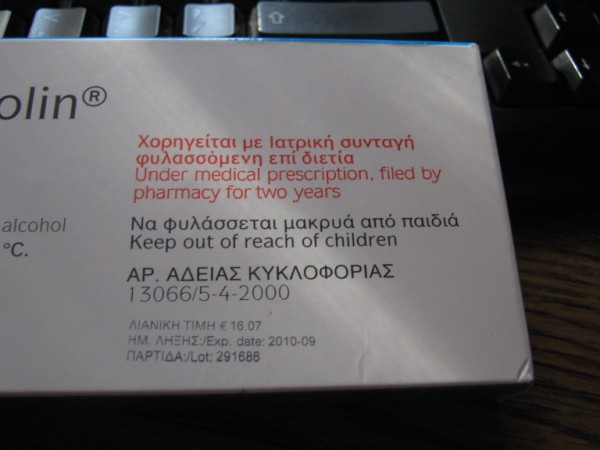 olin®
Χορηγείται με Ιατρική συνταγή
φυλασσόμενη επί διετία
Under medical prescription, filed by
pharmacy for two years
alcohol
°C.
Να φυλάσσεται μακρυά από παιδιά
Keep out of reach of children
ΑΡ. ΑΔΕΙΑΣ ΚΥΚΛΟΦΟΡΙΑΣ
13066/5-4-2000
ΛΙΑΝΙΚΗ ΤΙΜΗ € 16.07
ΗΜ. ΛΗΞΗΣ:/Exp. date: 2010-09
ΠΑΡΤΙΔΑ:/Lot: 291686